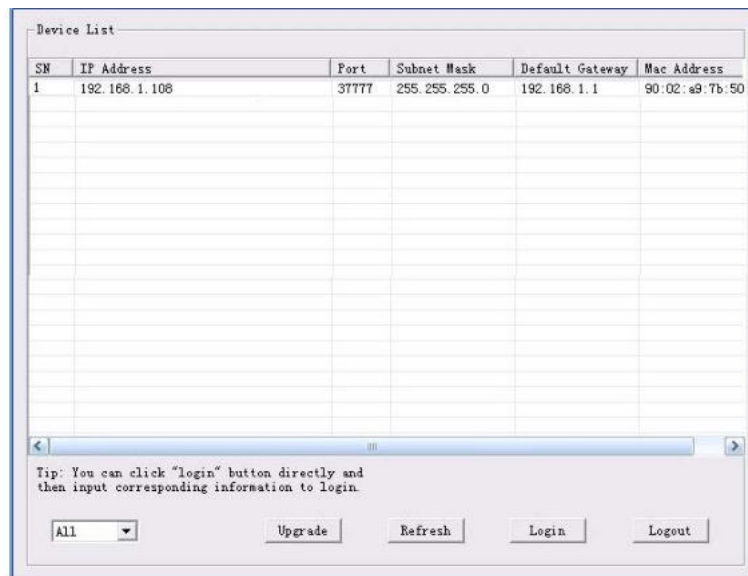 Device List
SN IP Address Port Subnet Mask Default Gateway Mac Address
1 192.168.1.108 37777 255.255.255.0 192.168.1.1 90:02:a9:7b:50
Tip: You can click "login" button directly and
then input corresponding information to login.
All Upgrade Refresh Login Logout